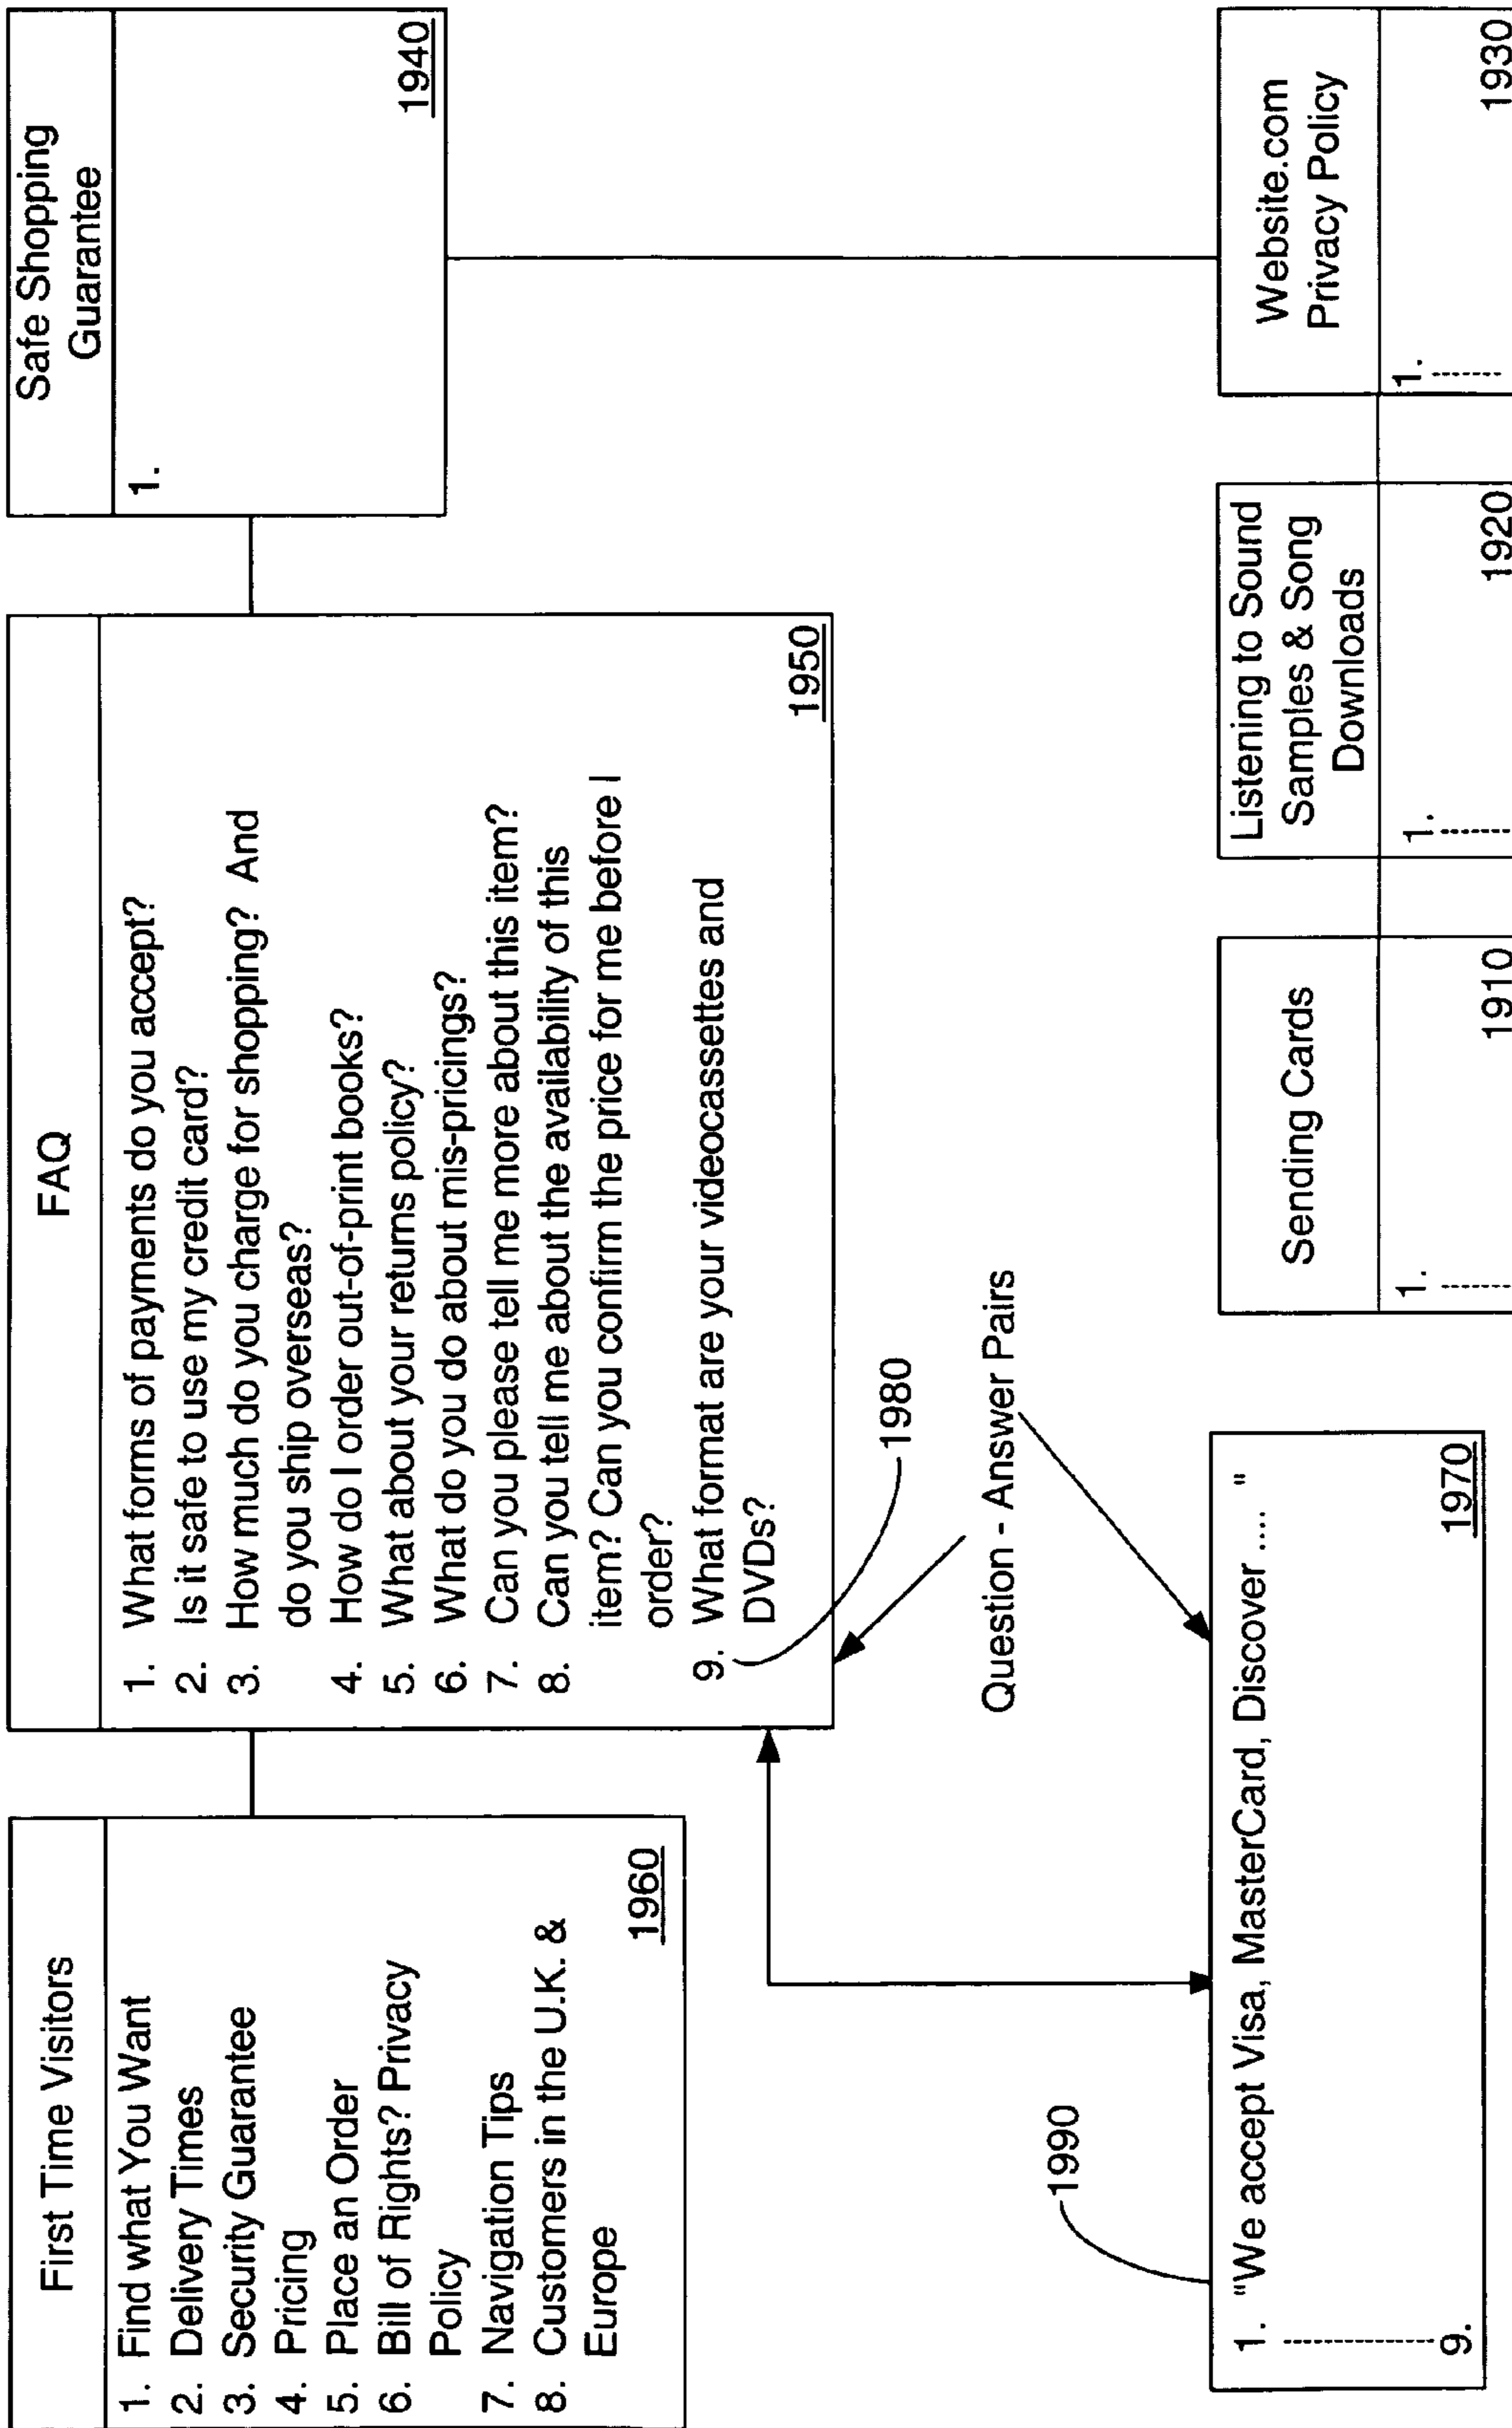 First Time Visitors
1. Find what You Want
2. Delivery Times
3. Security Guarantee
4. Pricing
5. Place an Order
6. Bill of Rights? Privacy
Policy
7. Navigation Tips
8. Customers in the U.K. &
Europe
1960
FAQ
1. What forms of payments do you accept?
2. Is it safe to use my credit card?
3. How much do you charge for shopping? And
do you ship overseas?
4. How do I order out-of-print books?
5. What about your returns policy?
6. What do you do about mis-pricings?
7. Can you please tell me more about this item?
8. Can you tell me about the availability of this
item? Can you confirm the price for me before I
order?
9. What format are your videocassettes and
DVDs?
1950
Safe Shopping
Guarantee
1.
1940
1980
Question - Answer Pairs
1990
1. "We accept Visa, MasterCard, Discover .... "
9.
1970
Sending Cards
1.
1910
Listening to Sound
Samples & Song
Downloads
1.
1920
Website.com
Privacy Policy
1.
1930